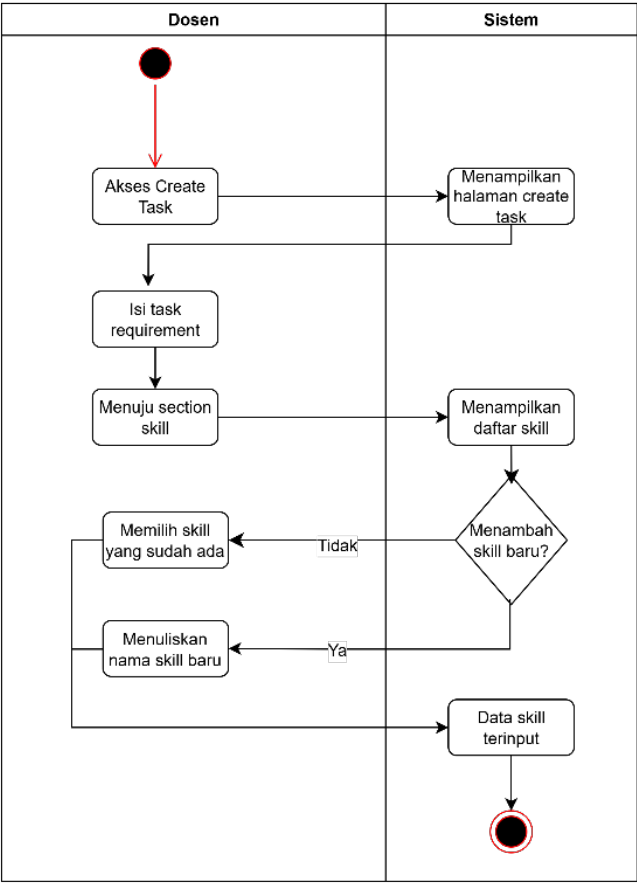 Dosen
Sistem
Akses Create
Task
Menampilkan
halaman create
task
Isi task
requirement
Menuju section
skill
Menampilkan
daftar skill
Menambah
skill baru?
Tidak
Memilih skill
yang sudah ada
Ya
Menuliskan
nama skill baru
Data skill
terinput